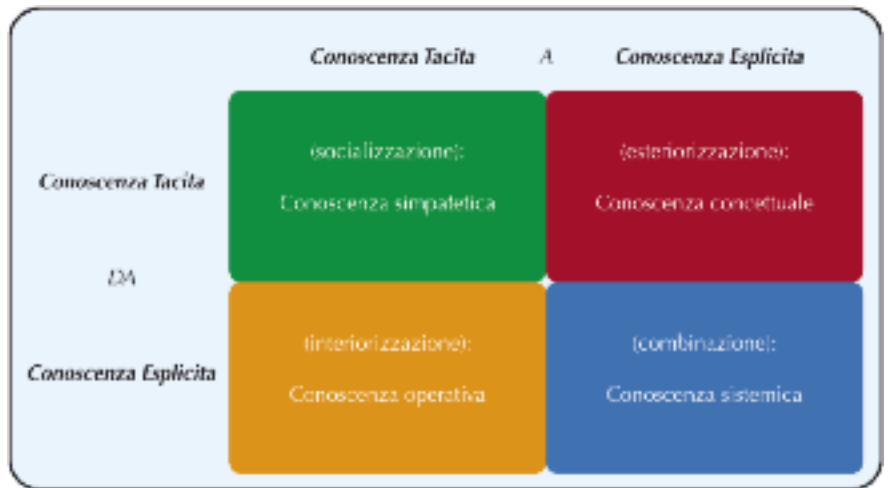 Conoscenza Tacita A Conoscenza Esplicita
(socializzazione): (esteriorizzazione):
Conoscenza Tacita
Conoscenza simpatetica Conoscenza concettuale
DA
(interiorizzazione): (combinazione):
Conoscenza Esplicita
Conoscenza operativa Conoscenza sistemica